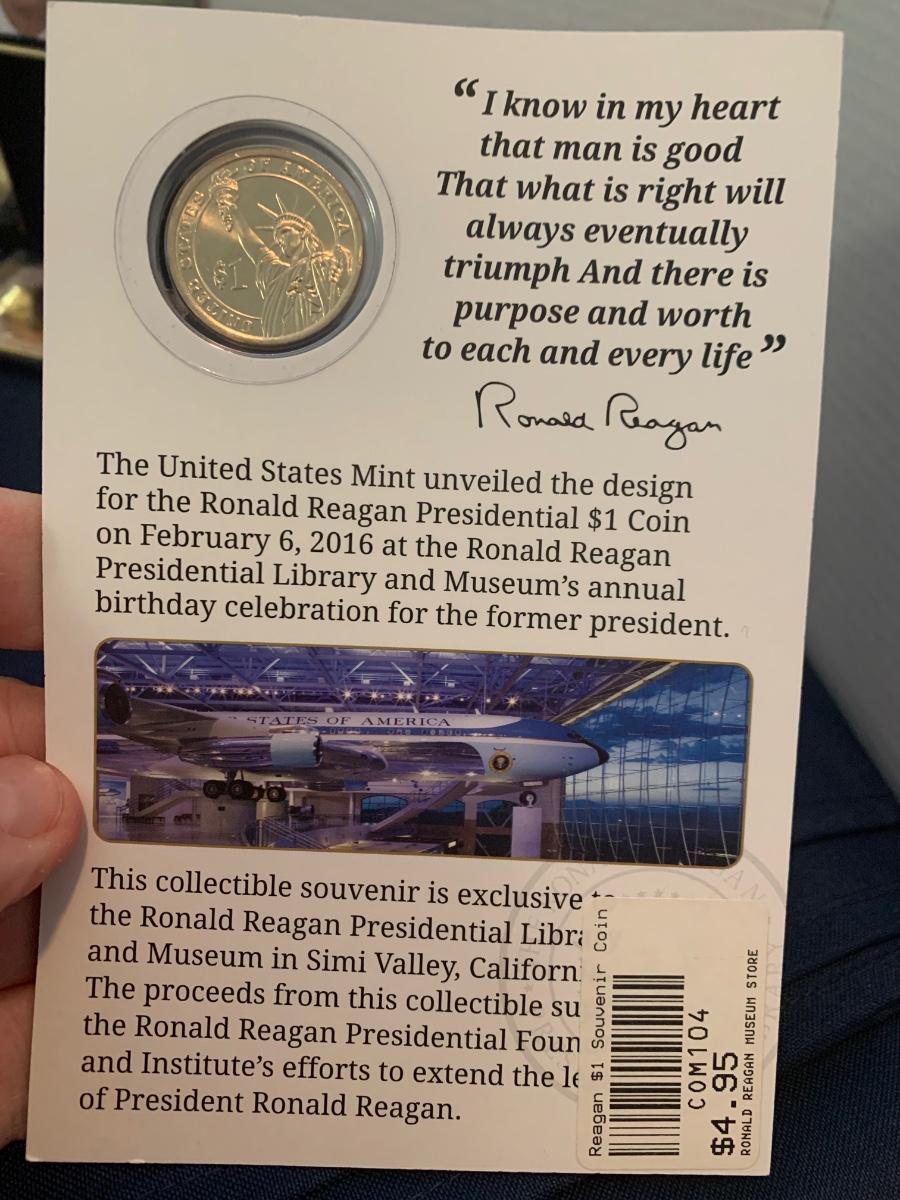 UNITED STATES OF AMERICA
$1
“ I know in my heart
that man is good
That what is right will
always eventually
triumph And there is
purpose and worth
to each and every life ”
Ronald Reagan
The United States Mint unveiled the design
for the Ronald Reagan Presidential $1 Coin
on February 6, 2016 at the Ronald Reagan
Presidential Library and Museum’s annual
birthday celebration for the former president.
STATES OF AMERICA
This collectible souvenir is exclusive to
the Ronald Reagan Presidential Libra
and Museum in Simi Valley, Californi
The proceeds from this collectible su
the Ronald Reagan Presidential Foun
and Institute’s efforts to extend the le
of President Ronald Reagan.
Reagan $1 Souvenir Coin
COM104
$4.95
RONALD REAGAN MUSEUM STORE